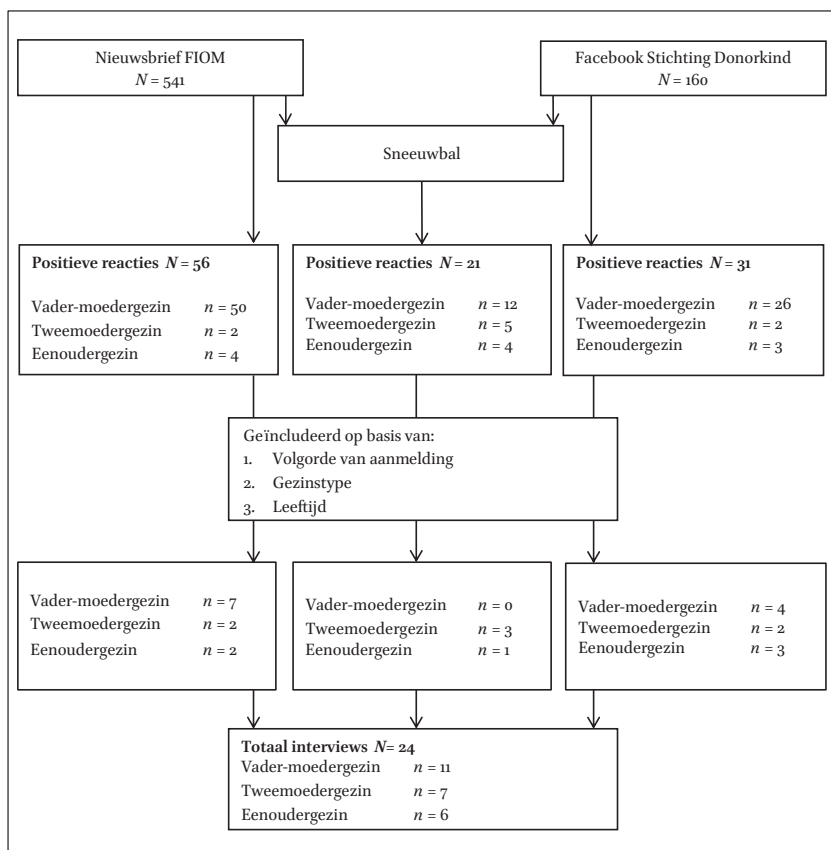 Nieuwsbrief FIOM
N = 541
Facebook Stichting Donorkind
N = 160
Sneeuwbal
Positieve reacties N = 56
Vader-moedergezin n = 50
Tweemoedergezin n = 2
Eenoudergezin n = 4
Positieve reacties N = 21
Vader-moedergezin n = 12
Tweemoedergezin n = 5
Eenoudergezin n = 4
Positieve reacties N = 31
Vader-moedergezin n = 26
Tweemoedergezin n = 2
Eenoudergezin n = 3
Geïncludeerd op basis van:
1. Volgorde van aanmelding
2. Gezinstype
3. Leeftijd
Vader-moedergezin n = 7
Tweemoedergezin n = 2
Eenoudergezin n = 2
Vader-moedergezin n = 0
Tweemoedergezin n = 3
Eenoudergezin n = 1
Vader-moedergezin n = 4
Tweemoedergezin n = 2
Eenoudergezin n = 3
Totaal interviews N= 24
Vader-moedergezin n = 11
Tweemoedergezin n = 7
Eenoudergezin n = 6